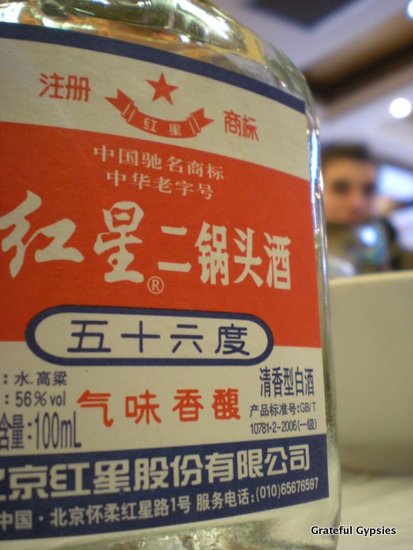 注册 商标
红星
中国驰名商标
中华老字号
红星®二锅头酒
五十六度
：水.高粱
：56%vol
含量：100mL
气味香馥
清香型白酒
产品标准号：GB/T
10781·2-2006(一级)
北京红星股份有限公司
中国·北京怀柔红星路1号 服务电话：(010)65676597
Grateful Gypsies